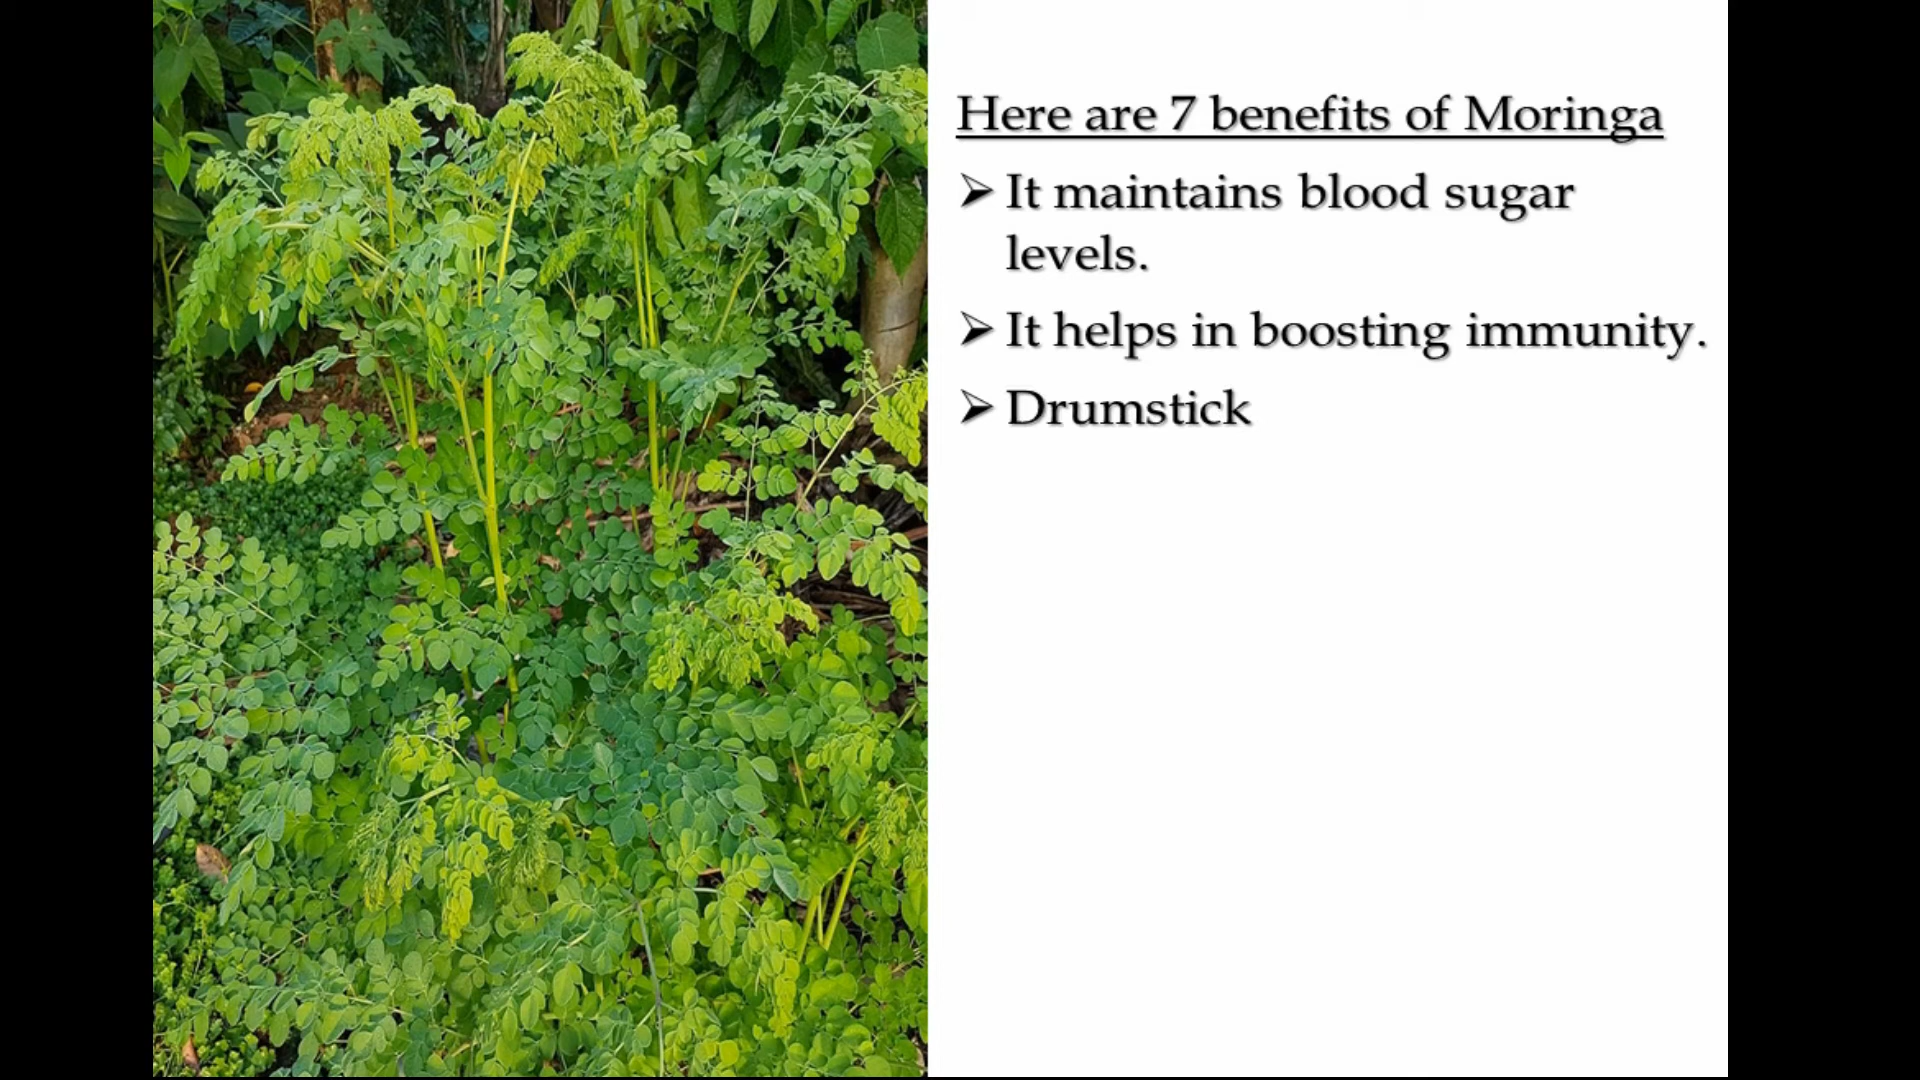 Here are 7 benefits of Moringa
➢ It maintains blood sugar
levels.
➢ It helps in boosting immunity.
➢ Drumstick